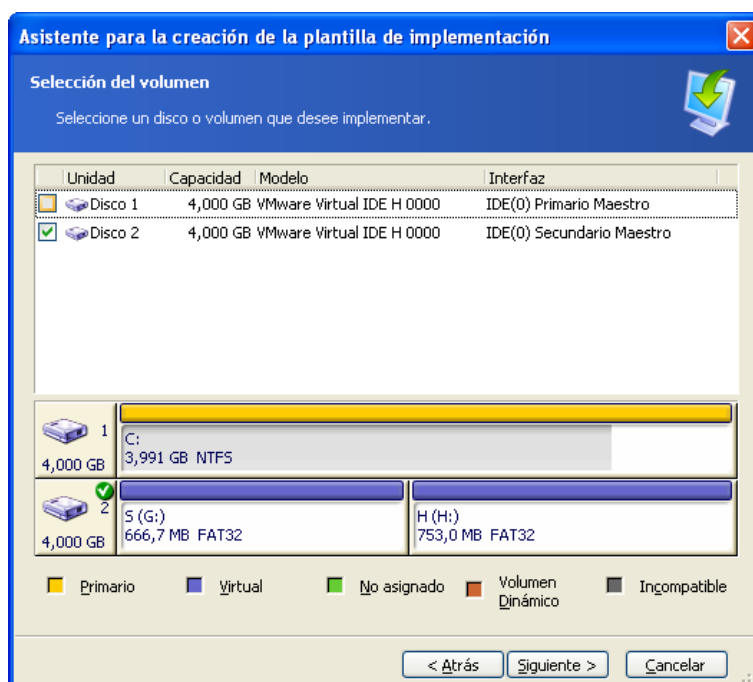 Asistente para la creación de la plantilla de implementación
Selección del volumen
Seleccione un disco o volumen que desee implementar.
Unidad Capacidad Modelo Interfaz
Disco 1 4,000 GB VMware Virtual IDE H 0000 IDE(0) Primario Maestro
Disco 2 4,000 GB VMware Virtual IDE H 0000 IDE(0) Secundario Maestro
1
4,000 GB
C:
3,991 GB NTFS
2
4,000 GB
S (G:)
666,7 MB FAT32
H (H:)
753,0 MB FAT32
Primario Virtual No asignado Volumen Dinámico Incompatible
< Atrás Siguiente > Cancelar